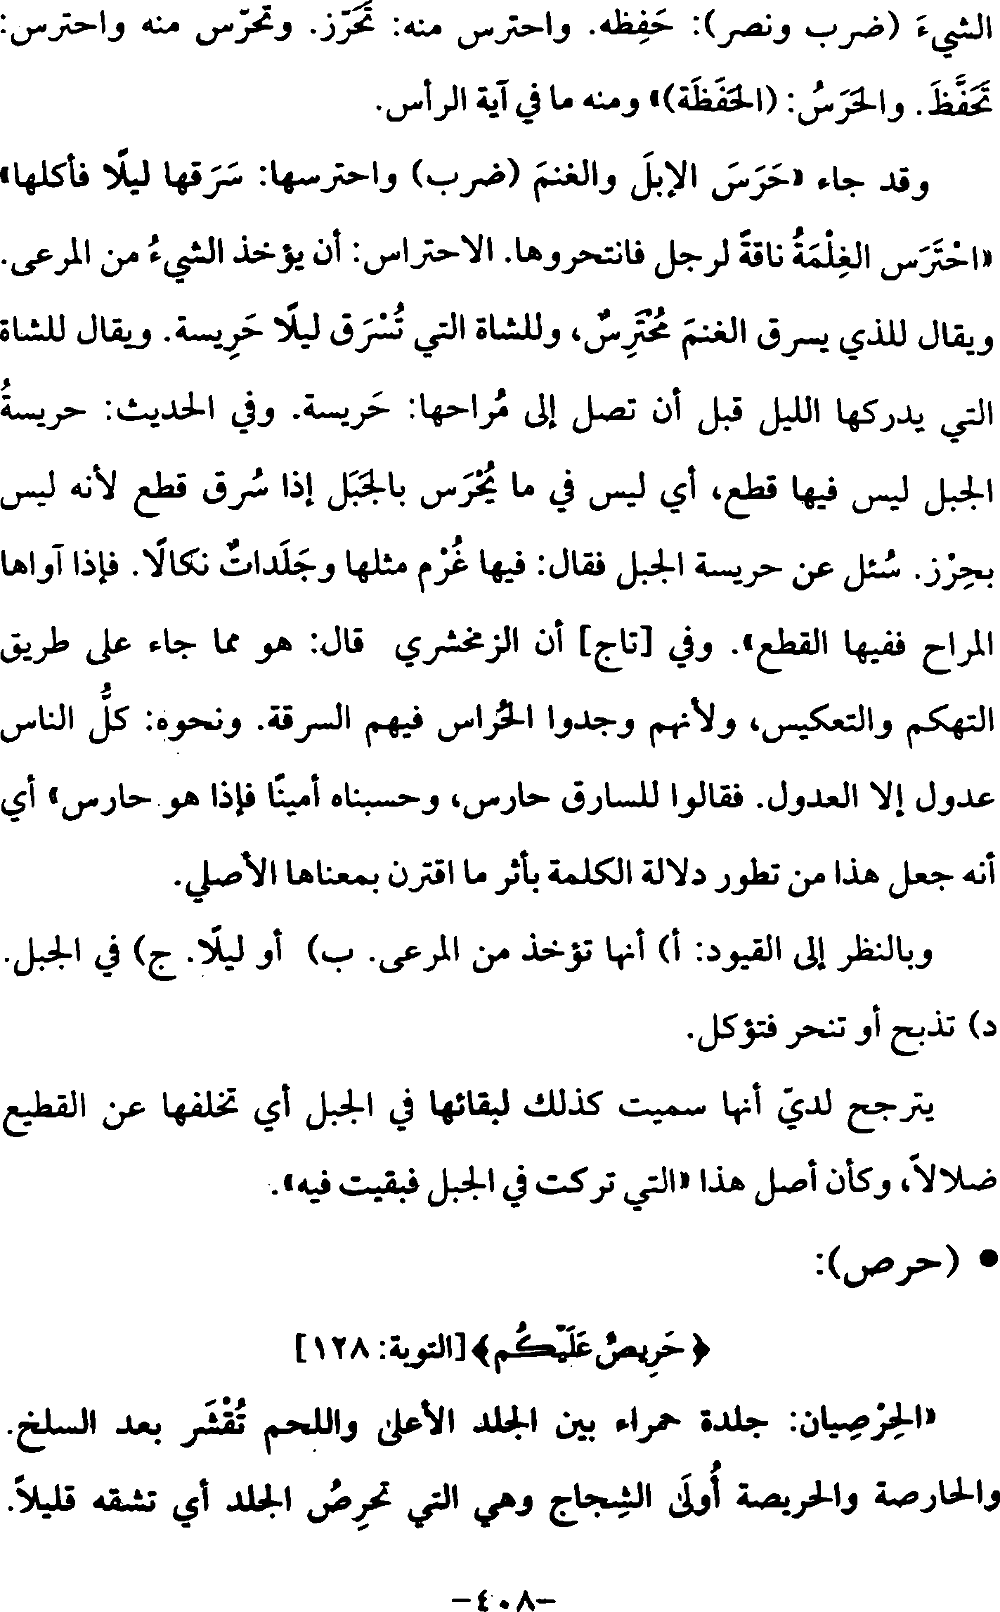 الشيءَ (ضرب ونصر): حَفِظه. واحترس منه: تَحَرّز. وتحرّس منه واحترس:
تَحَفَّظَ. والحَرَسُ: (الحَفَظَة)» ومنه ما في آية الرأس.
وقد جاء «حَرَسَ الإبلَ والغنمَ (ضرب) واحترسها: سَرَقها ليلًا فأكلها»
«احْتَرَس الغِلْمَةُ ناقةً لرجل فانتحروها. الاحتراس: أن يؤخذ الشيءُ من المرعى.
ويقال للذي يسرق الغنمَ مُحْتَرِسٌ، وللشاة التي تُسْرَق ليلًا حَرِيسة. ويقال للشاة
التي يدركها الليل قبل أن تصل إلى مُراحها: حَريسة. وفي الحديث: حريسةُ
الجبل ليس فيها قطع، أي ليس في ما يُحْرَس بالجَبَل إذا سُرق قطع لأنه ليس
بحِرْز. سُئل عن حريسة الجبل فقال: فيها غُرْم مثلها وجَلَداتٌ نكالًا. فإذا آواها
المراح ففيها القطع». وفي [تاج] أن الزمخشري قال: هو مما جاء على طريق
التهكم والتعكيس، ولأنهم وجدوا الحُراس فيهم السرقة. ونحوه: كلُّ الناس
عدول إلا العدول. فقالوا للسارق حارس، وحسبناه أمينًا فإذا هو حارس» أي
أنه جعل هذا من تطور دلالة الكلمة بأثر ما اقترن بمعناها الأصلي.
وبالنظر إلى القيود: أ) أنها تؤخذ من المرعى. ب) أو ليلًا. ج) في الجبل.
د) تذبح أو تنحر فتؤكل.
يترجح لديّ أنها سميت كذلك لبقائها في الجبل أي تخلفها عن القطيع
ضلالاً، وكأن أصل هذا «التي تركت في الجبل فبقيت فيه».
• (حرص):
﴿حَرِيصٌ عَلَيْكُم﴾ [التوبة: ١٢٨]
«الحِرْصِيان: جلدة حمراء بين الجلد الأعلى واللحم تُقْشَر بعد السلخ.
والحارصة والحريصة أُولَى الشِجاج وهي التي تحرِصُ الجلد أي تشقه قليلاً.
-٤٠٨-